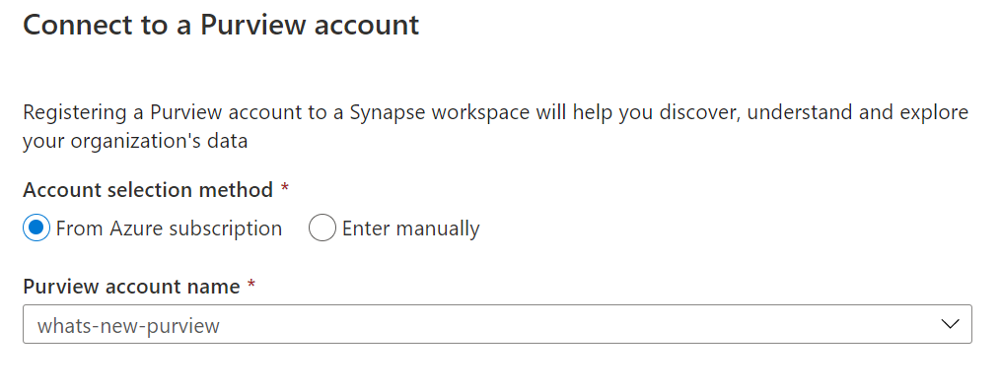 Connect to a Purview account
Registering a Purview account to a Synapse workspace will help you discover, understand and explore
your organization's data
Account selection method *
From Azure subscription Enter manually
Purview account name *
whats-new-purview